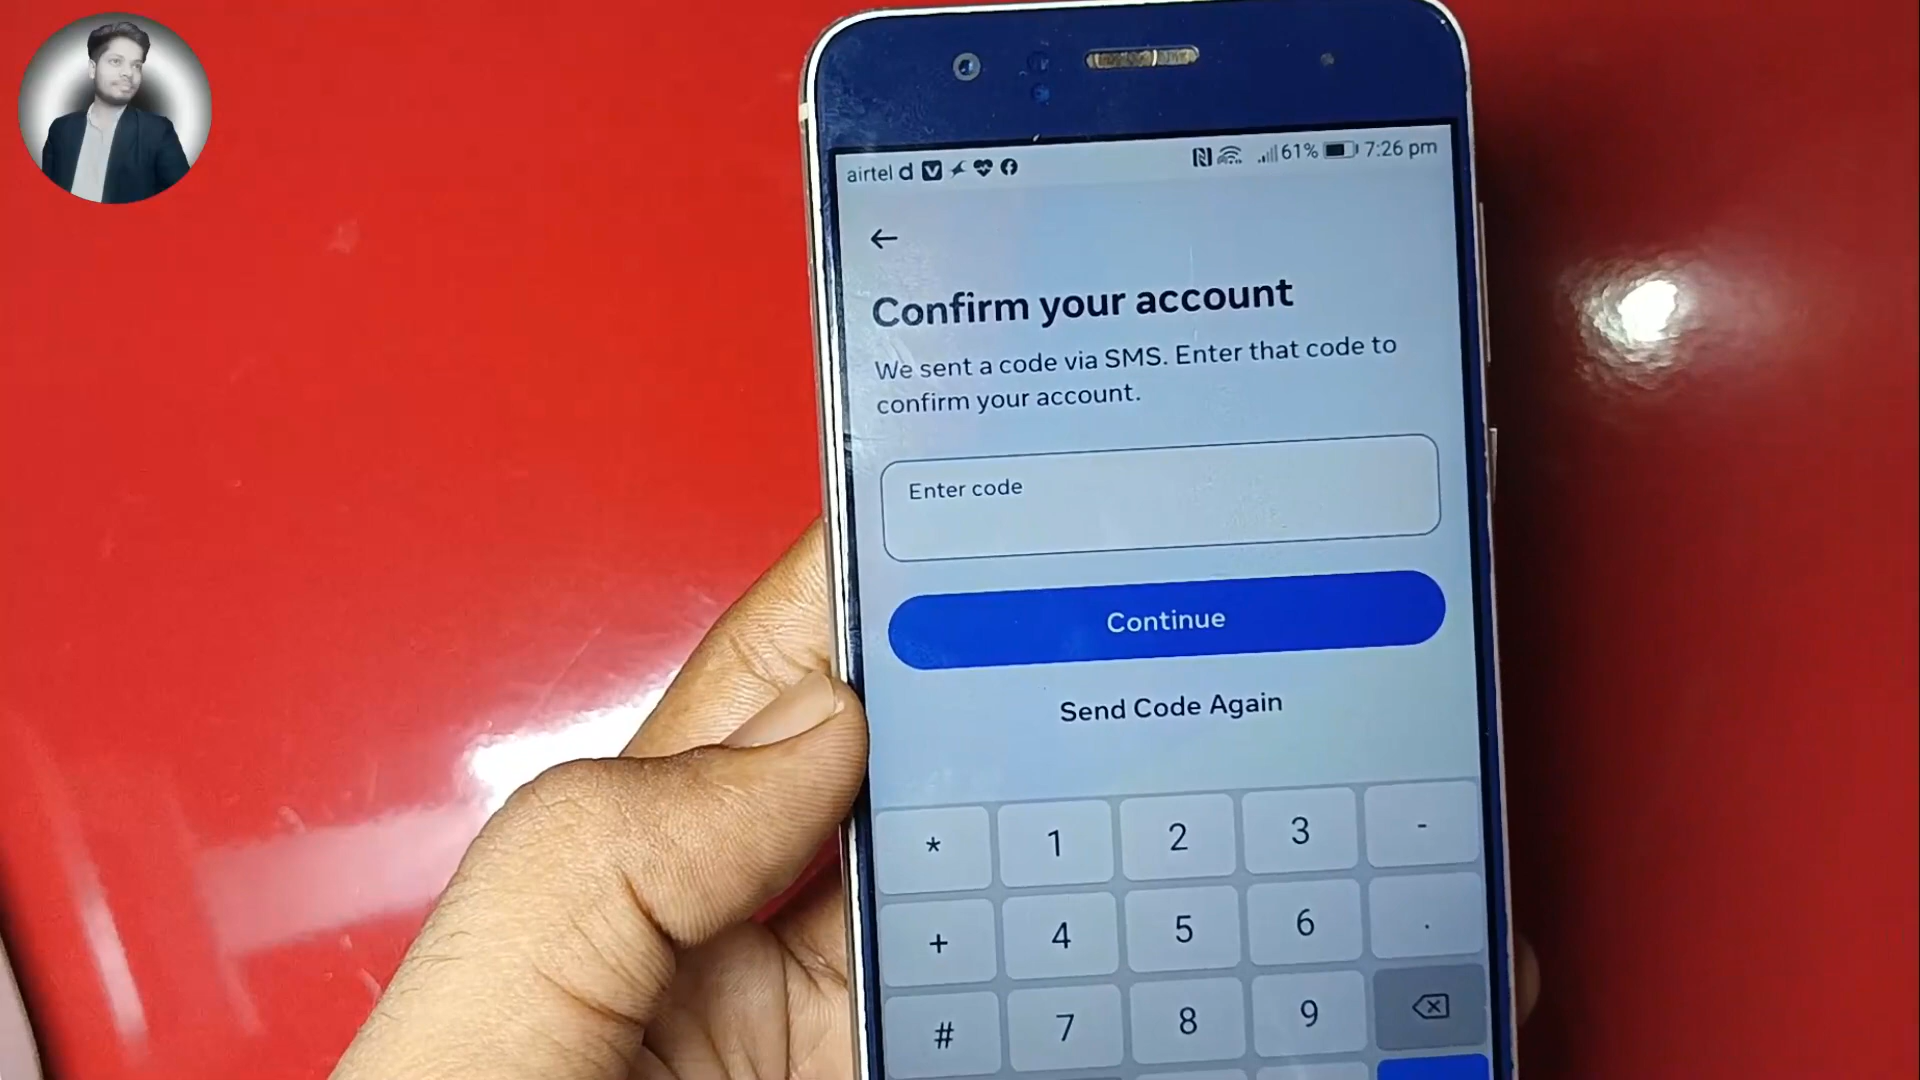 airtel d 61% 7:26 pm
Confirm your account
We sent a code via SMS. Enter that code to
confirm your account.
Enter code
Continue
Send Code Again
* 1 2 3 -
+ 4 5 6 .
# 7 8 9